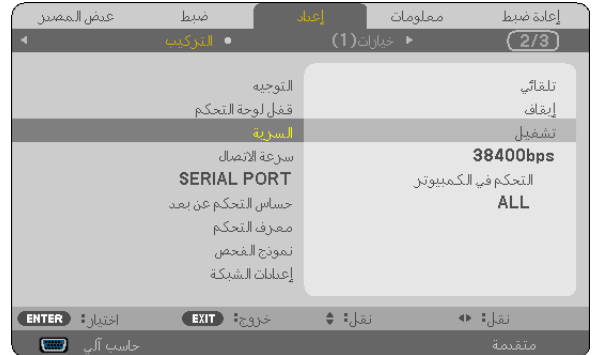 عرض المصدر ضبط إعداد معلومات إعادة ضبط
◀ التركيب ● خيارات(1) ▶ 2/3
التوجيه تلقائي
قفل لوحة التحكم إيقاف
السرية تشغيل
سرعة الاتصال 38400bps
SERIAL PORT التحكم في الكمبيوتر
حساس التحكم عن بعد ALL
معرف التحكم
نموذج الفحص
إعدادات الشبكة
ENTER اختيار: EXIT خروج: نقل: نقل:
حاسب آلي متقدمة